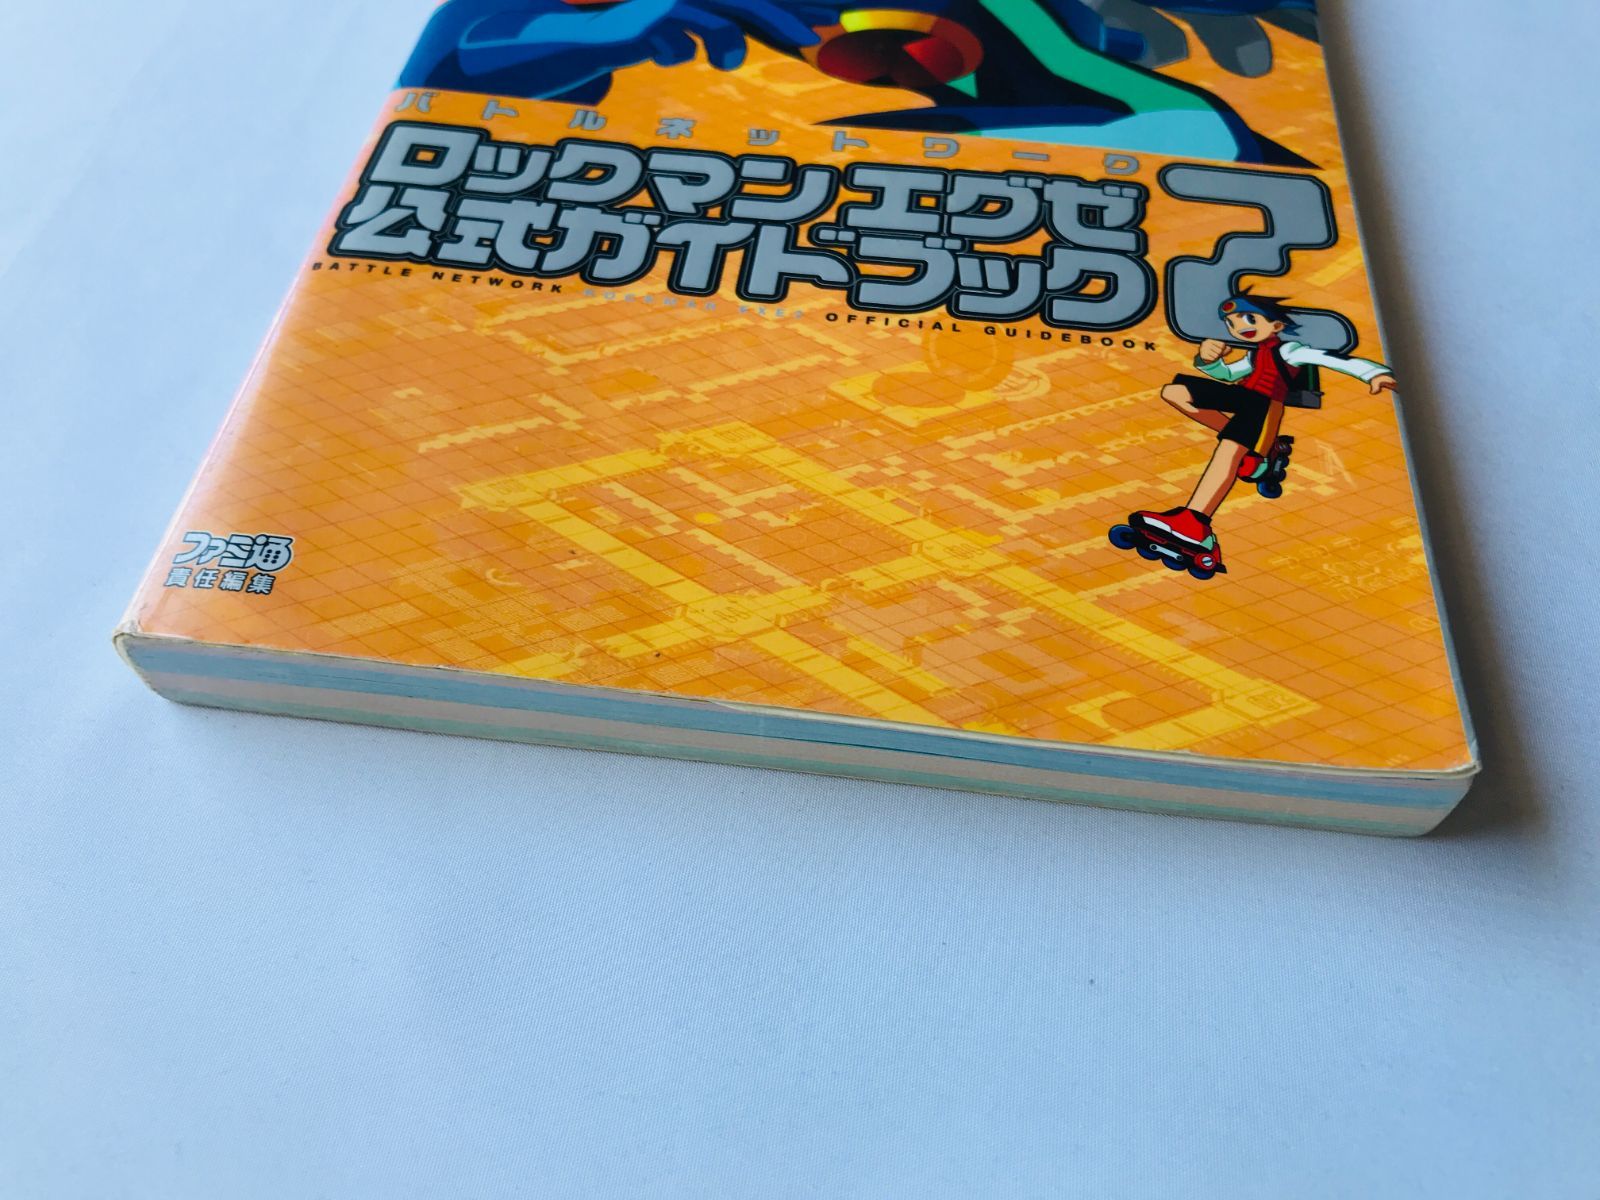 バトルネットワーク
ロックマンエグゼ2
公式ガイドブック
BATTLE NETWORK ROCKMAN EXE2 OFFICIAL GUIDEBOOK
ファミ通
責任編集